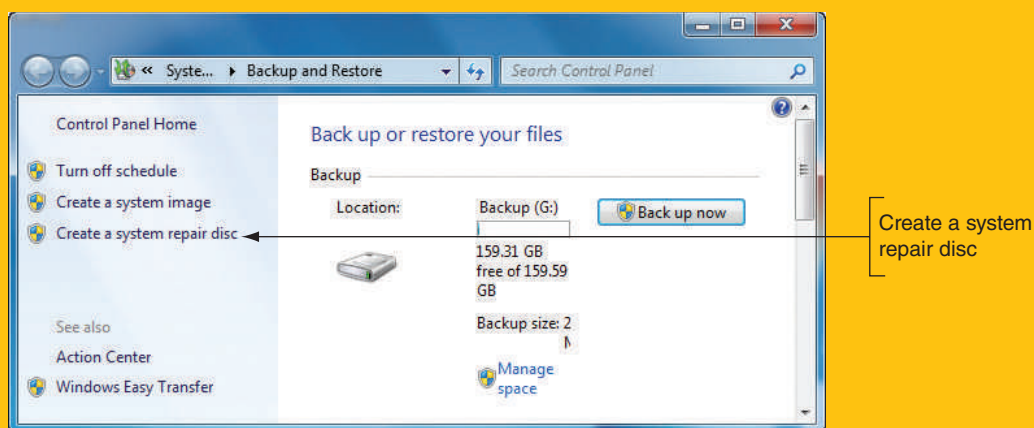 « Syste... ▸ Backup and Restore
Search Control Panel
Control Panel Home
Turn off schedule
Create a system image
Create a system repair disc
See also
Action Center
Windows Easy Transfer
Back up or restore your files
Backup
Location:
Backup (G:)
Back up now
159.31 GB
free of 159.59
GB
Backup size: 2
Manage
space
Create a system
repair disc